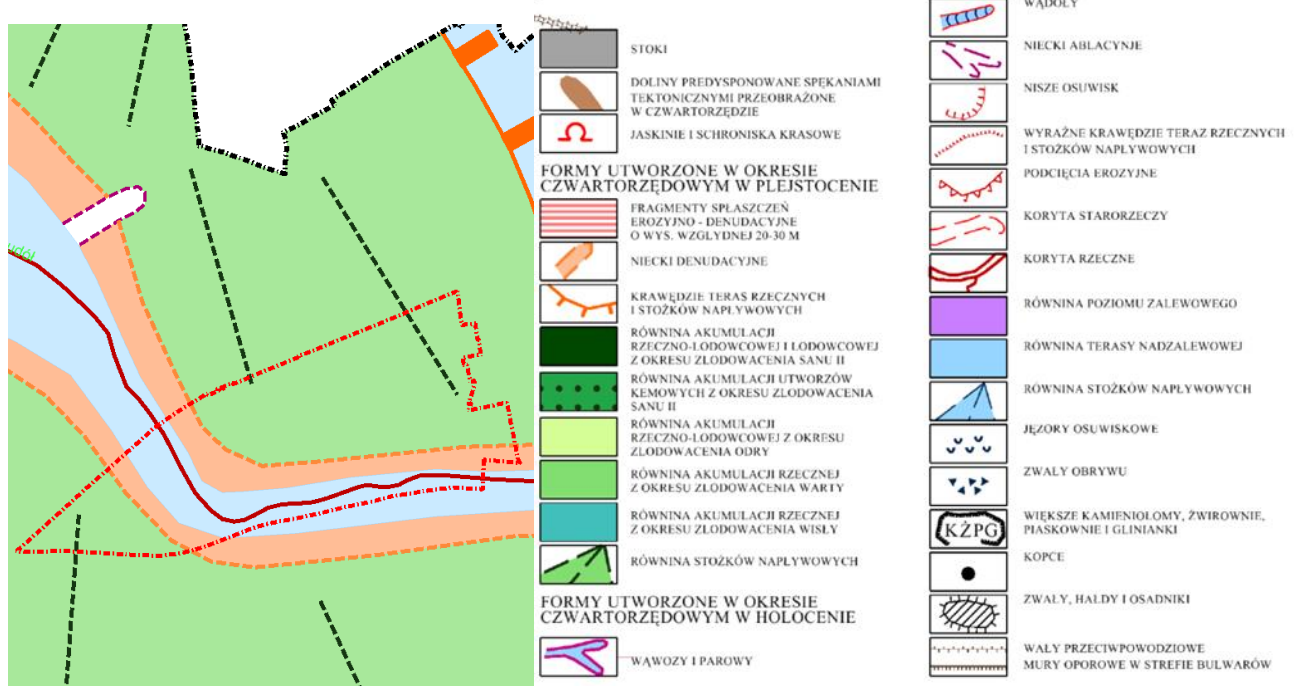 STOKI
DOLINY PREDYSPONOWANE SPĘKANIAMI
TEKTONICZNYMI PRZEOBRAŻONE
W CZWARTORZĘDZIE
JASKINIE I SCHRONISKA KRASOWE
FORMY UTWORZONE W OKRESIE
CZWARTORZĘDOWYM W PLEJSTOCENIE
FRAGMENTY SPŁASZCZEŃ
EROZYJNO - DENUDACYJNE
O WYS. WZGLYDNEJ 20-30 M
NIECKI DENUDACYJNE
KRAWĘDZIE TERAS RZECZNYCH
I STOŻKÓW NAPŁYWOWYCH
RÓWNINA AKUMULACJI
RZECZNO-LODOWCOWEJ I LODOWCOWEJ
Z OKRESU ZLODOWACENIA SANU II
RÓWNINA AKUMULACJI UTWORZÓW
KEMOWYCH Z OKRESU ZLODOWACENIA
SANU II
RÓWNINA AKUMULACJI
RZECZNO-LODOWCOWEJ Z OKRESU
ZLODOWACENIA ODRY
RÓWNINA AKUMULACJI RZECZNEJ
Z OKRESU ZLODOWACENIA WARTY
RÓWNINA AKUMULACJI RZECZNEJ
Z OKRESU ZLODOWACENIA WISŁY
RÓWNINA STOŻKÓW NAPŁYWOWYCH
FORMY UTWORZONE W OKRESIE
CZWARTORZĘDOWYM W HOLOCENIE
WĄWOZY I PAROWY
WĄDOŁY
NIECKI ABLACYNJE
NISZE OSUWISK
WYRAŹNE KRAWĘDZIE TERAZ RZECZNYCH
I STOŻKÓW NAPŁYWOWYCH
PODCIĘCIA EROZYJNE
KORYTA STARORZECZY
KORYTA RZECZNE
RÓWNINA POZIOMU ZALEWOWEGO
RÓWNINA TERASY NADZALEWOWEJ
RÓWNINA STOŻKÓW NAPŁYWOWYCH
JĘZORY OSUWISKOWE
ZWAŁY OBRYWU
KŻPG
WIĘKSZE KAMIENIOŁOMY, ŻWIROWNIE,
PIASKOWNIE I GLINIANKI
KOPCE
ZWAŁY, HAŁDY I OSADNIKI
WAŁY PRZECIWPOWODZIOWE
MURY OPOROWE W STREFIE BULWARÓW